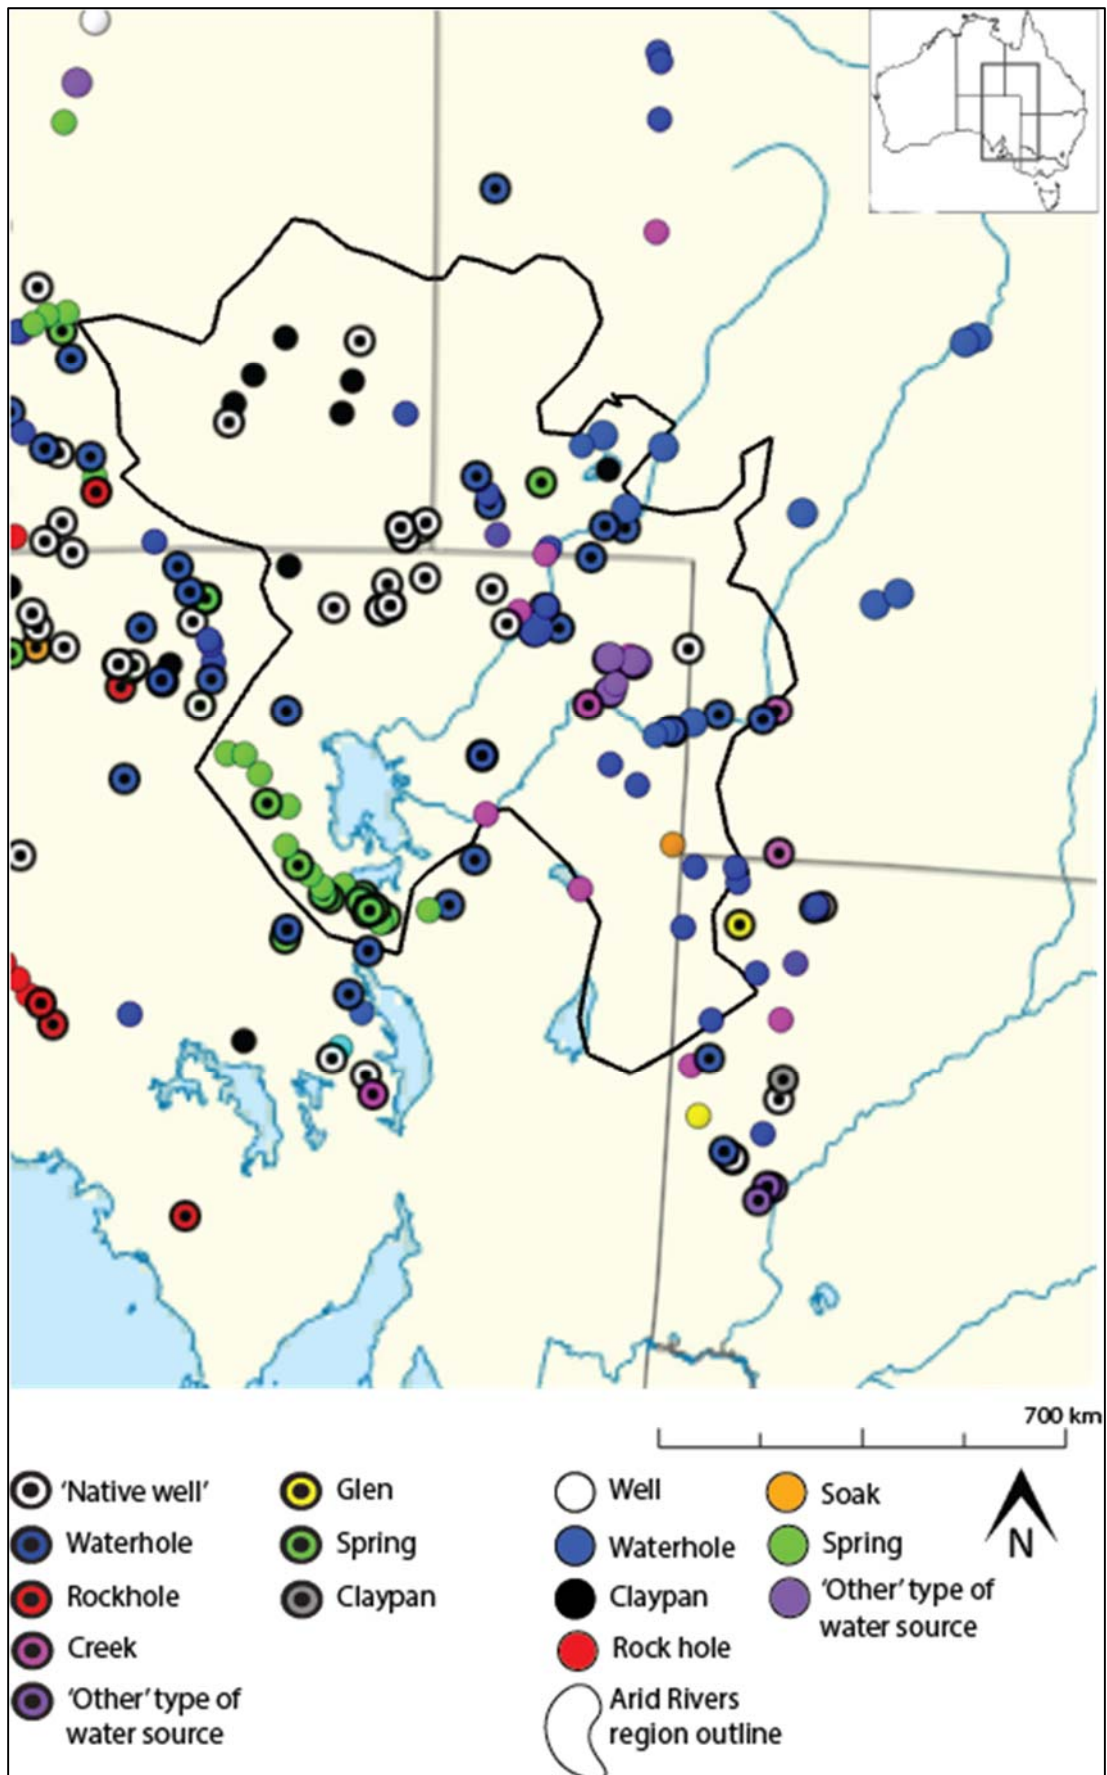 700 km
'Native well'
Waterhole
Rockhole
Creek
'Other' type of
water source
Glen
Spring
Claypan
Well
Waterhole
Claypan
Rock hole
Arid Rivers
region outline
Soak
Spring
'Other' type of
water source
N